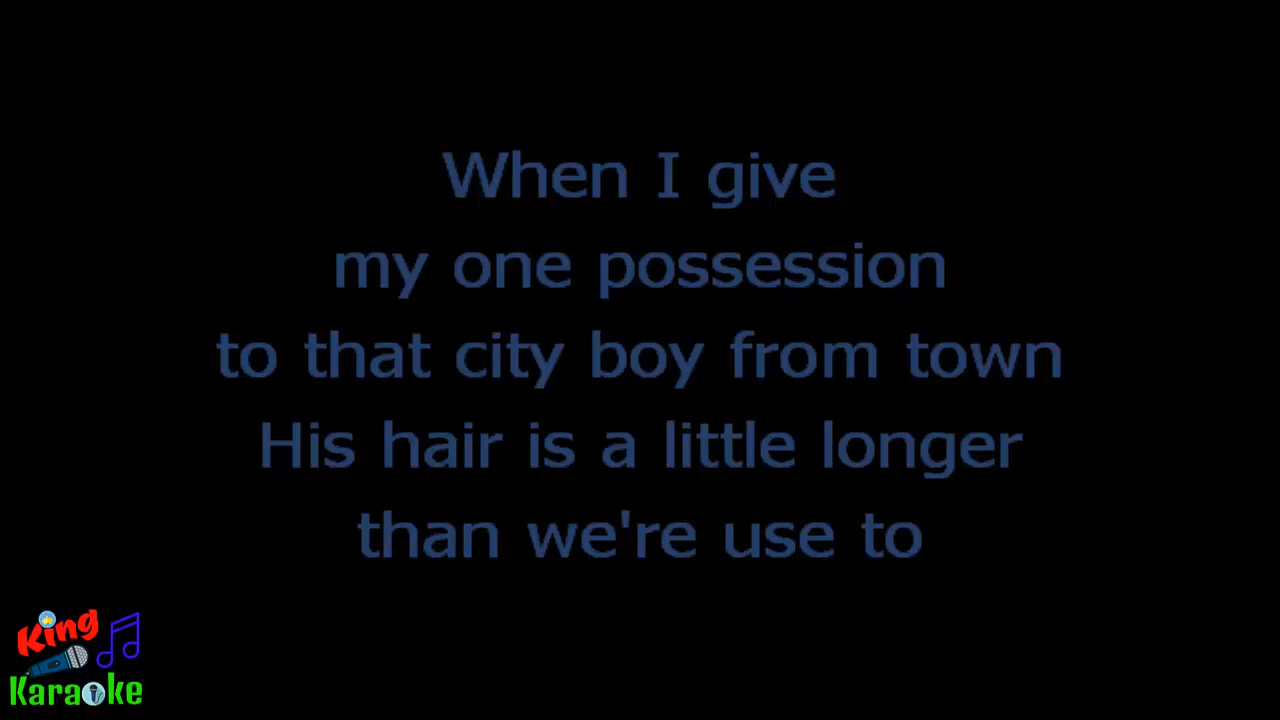 When I give
my one possession
to that city boy from town
His hair is a little longer
than we're use to
King
Karaoke